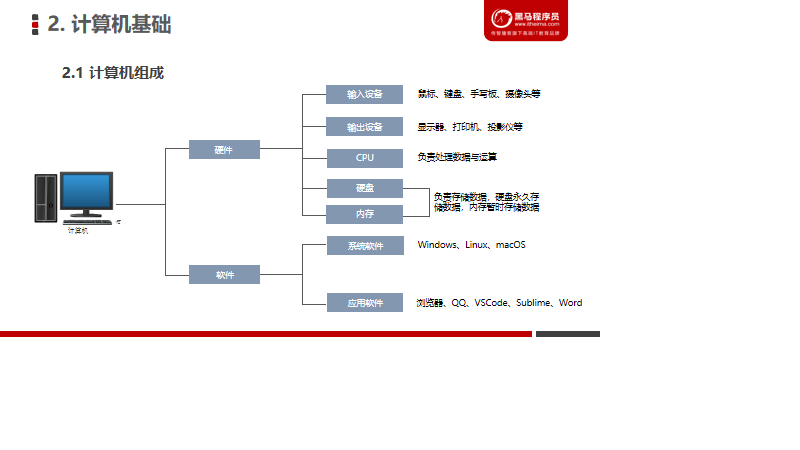 2. 计算机基础
黑马程序员
www.itheima.com
传智播客旗下高端IT教育品牌
2.1 计算机组成
输入设备
鼠标、键盘、手写板、摄像头等
输出设备
显示器、打印机、投影仪等
硬件
CPU
负责处理数据与运算
硬盘
负责存储数据，硬盘永久存
储数据，内存暂时存储数据
内存
计算机
系统软件
Windows、Linux、macOS
软件
应用软件
浏览器、QQ、VSCode、Sublime、Word